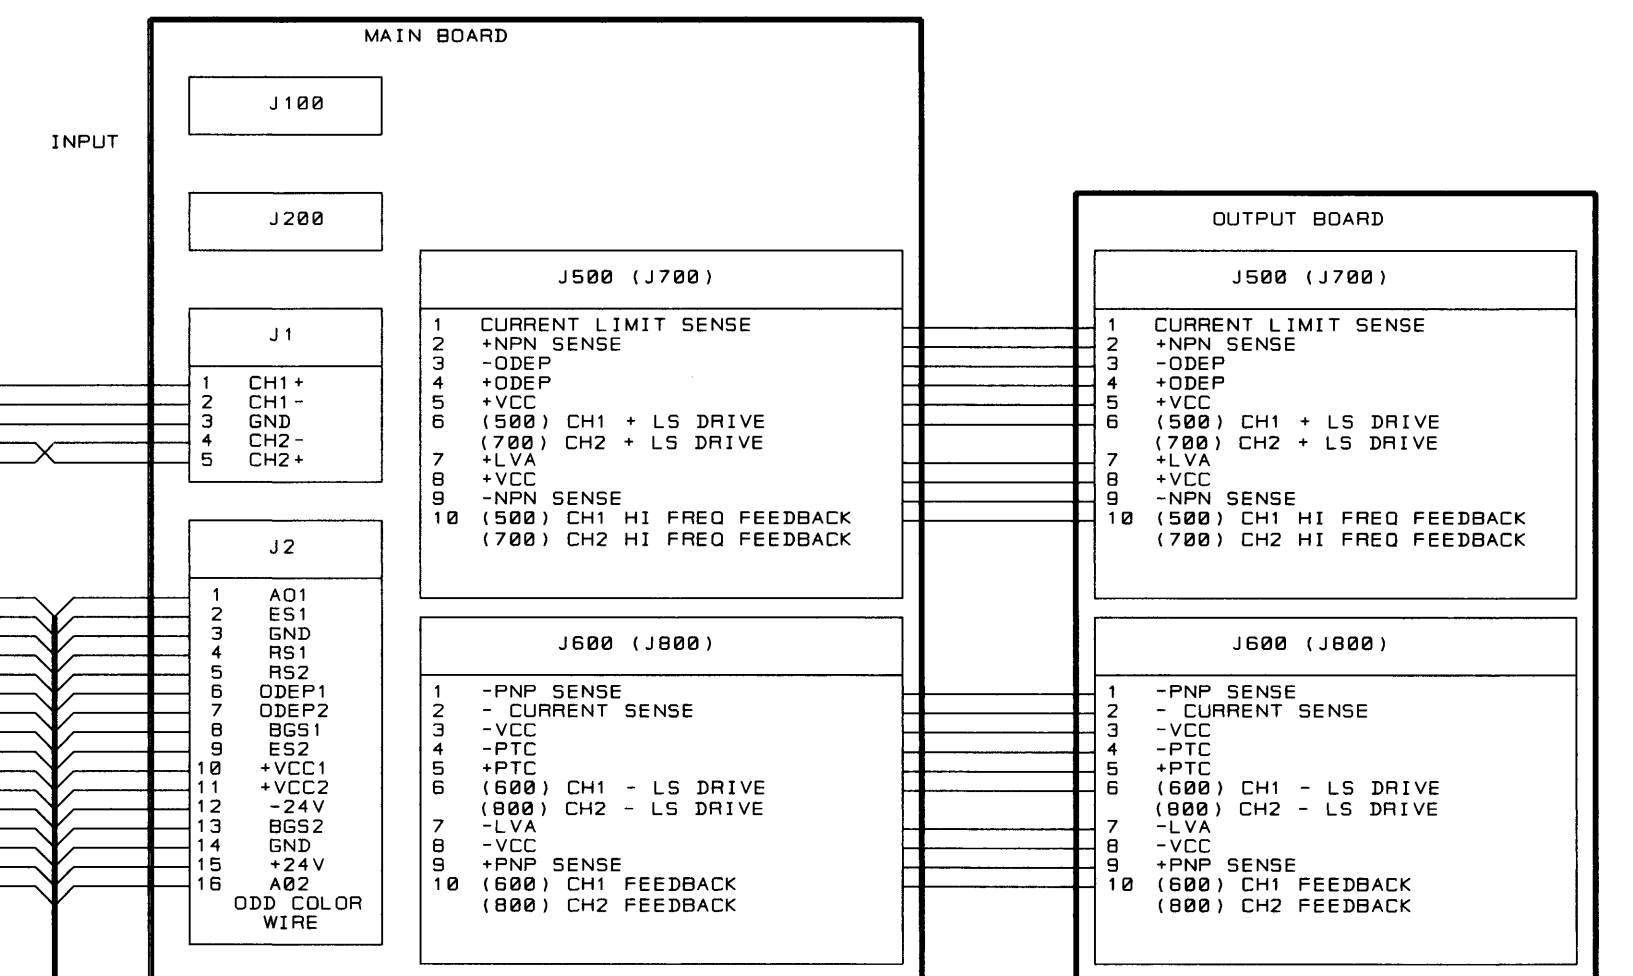 MAIN BOARD
J100
INPUT
J200
J1
1 CH1+
2 CH1-
3 GND
4 CH2-
5 CH2+
J2
1 AO1
2 ES1
3 GND
4 RS1
5 RS2
6 ODEP1
7 ODEP2
8 BGS1
9 ES2
10 +VCC1
11 +VCC2
12 -24V
13 BGS2
14 GND
15 +24V
16 A02
ODD COLOR
WIRE
J500 (J700)
1 CURRENT LIMIT SENSE
2 +NPN SENSE
3 -ODEP
4 +ODEP
5 +VCC
6 (500) CH1 + LS DRIVE
(700) CH2 + LS DRIVE
7 +LVA
8 +VCC
9 -NPN SENSE
10 (500) CH1 HI FREQ FEEDBACK
(700) CH2 HI FREQ FEEDBACK
J600 (J800)
1 -PNP SENSE
2 - CURRENT SENSE
3 -VCC
4 -PTC
5 +PTC
6 (600) CH1 - LS DRIVE
(800) CH2 - LS DRIVE
7 -LVA
8 -VCC
9 +PNP SENSE
10 (600) CH1 FEEDBACK
(800) CH2 FEEDBACK
OUTPUT BOARD
J500 (J700)
1 CURRENT LIMIT SENSE
2 +NPN SENSE
3 -ODEP
4 +ODEP
5 +VCC
6 (500) CH1 + LS DRIVE
(700) CH2 + LS DRIVE
7 +LVA
8 +VCC
9 -NPN SENSE
10 (500) CH1 HI FREQ FEEDBACK
(700) CH2 HI FREQ FEEDBACK
J600 (J800)
1 -PNP SENSE
2 - CURRENT SENSE
3 -VCC
4 -PTC
5 +PTC
6 (600) CH1 - LS DRIVE
(800) CH2 - LS DRIVE
7 -LVA
8 -VCC
9 +PNP SENSE
10 (600) CH1 FEEDBACK
(800) CH2 FEEDBACK